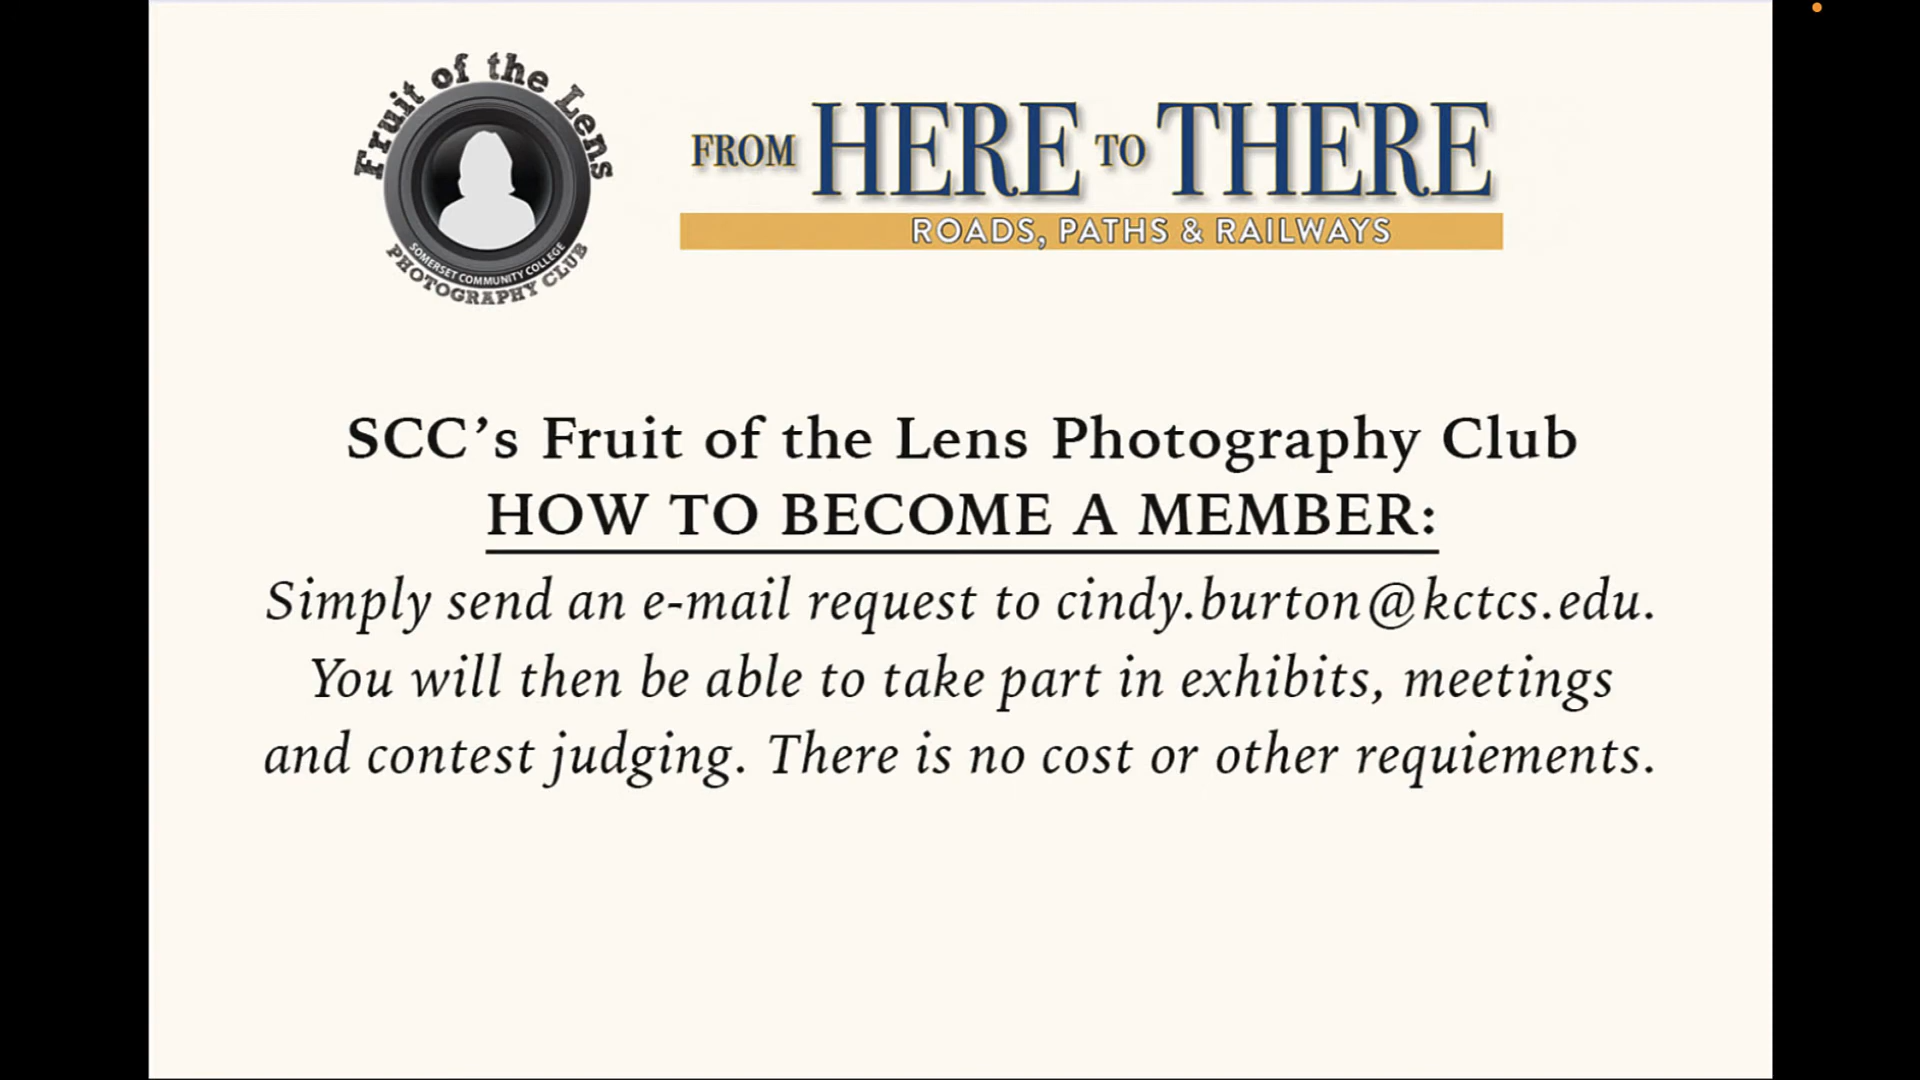 Fruit of the Lens
SOMERSET COMMUNITY COLLEGE
PHOTOGRAPHY CLUB
FROM HERE TO THERE
ROADS, PATHS & RAILWAYS
SCC’s Fruit of the Lens Photography Club
HOW TO BECOME A MEMBER:
Simply send an e-mail request to cindy.burton@kctcs.edu.
You will then be able to take part in exhibits, meetings
and contest judging. There is no cost or other requiements.